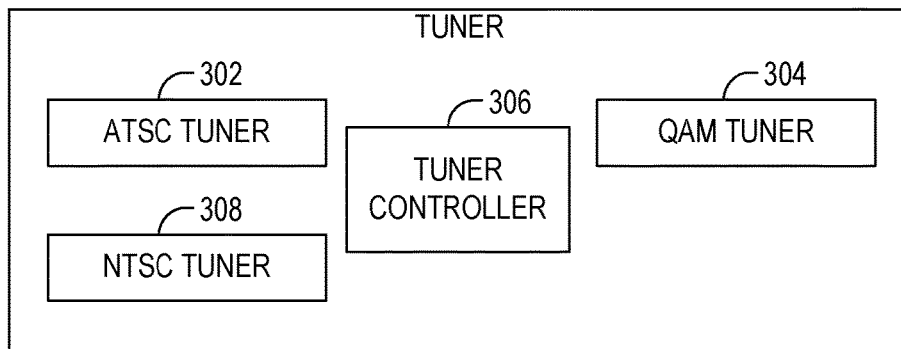 TUNER
302
ATSC TUNER
306
TUNER
CONTROLLER
304
QAM TUNER
308
NTSC TUNER